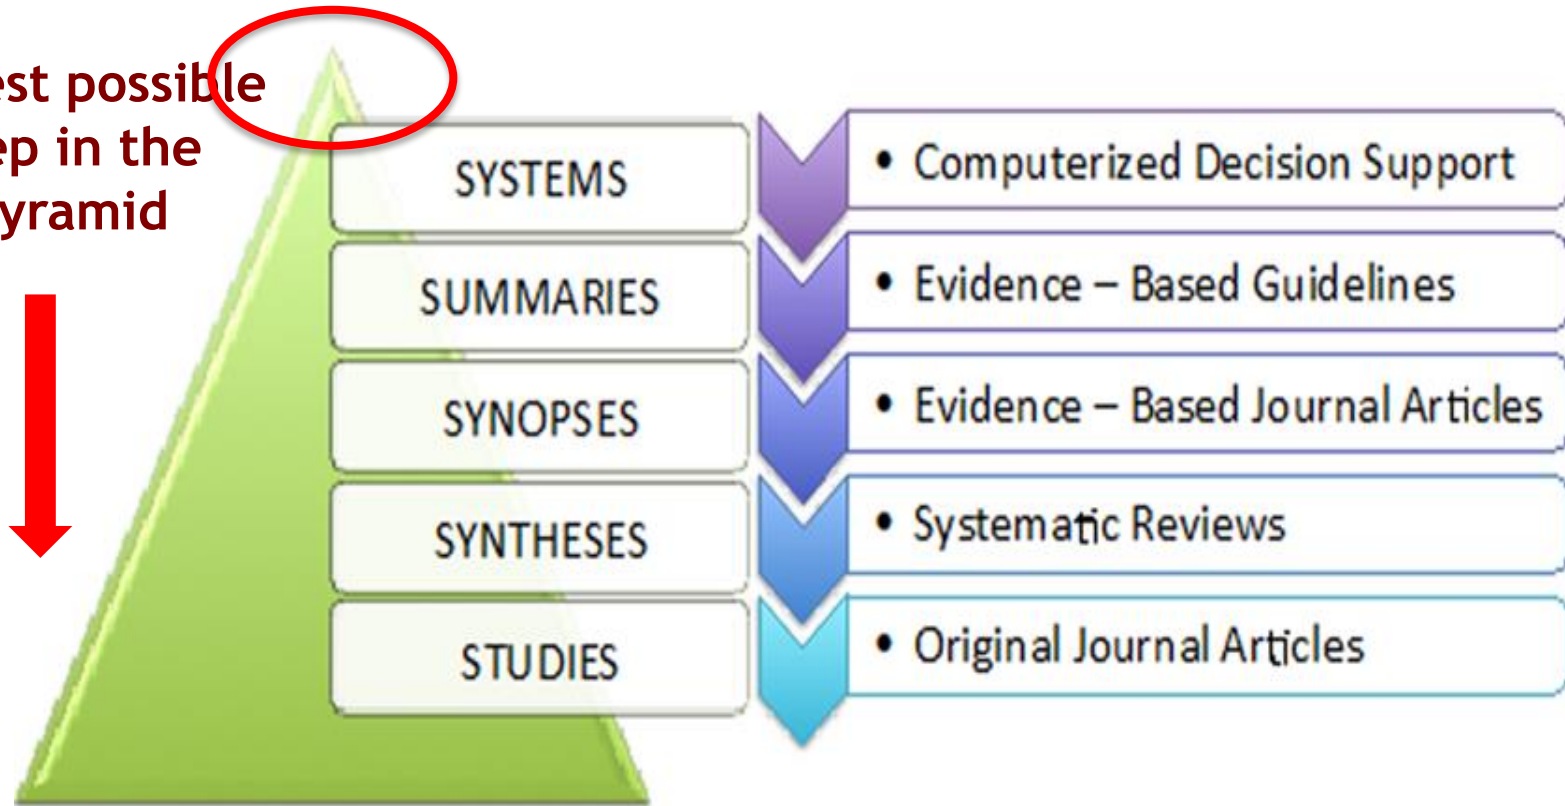 est possible
ep in the
yramid
SYSTEMS
• Computerized Decision Support
SUMMARIES
• Evidence – Based Guidelines
SYNOPSES
• Evidence – Based Journal Articles
SYNTHESES
• Systematic Reviews
STUDIES
• Original Journal Articles